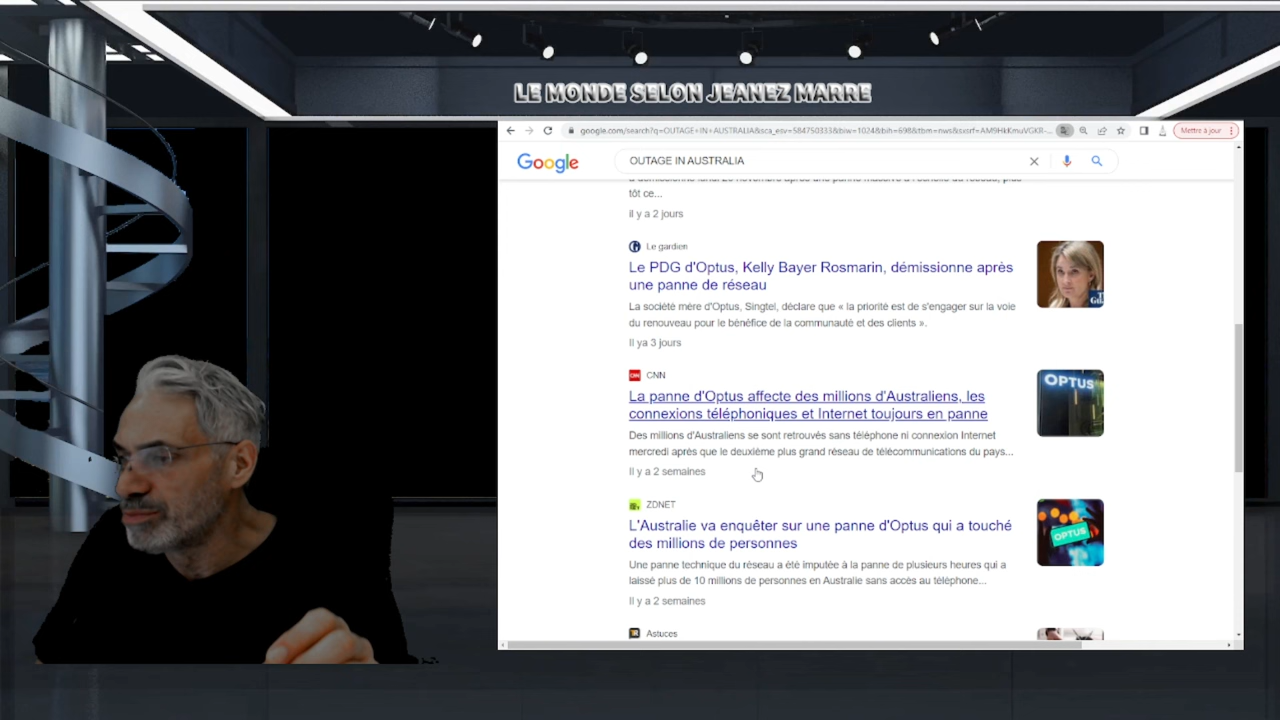 LE MONDE SELON JEANEZ MARRE
Google
OUTAGE IN AUSTRALIA
Mettre à jour
tôt ce...
il y a 2 jours
Le gardien
Le PDG d'Optus, Kelly Bayer Rosmarin, démissionne après
une panne de réseau
La société mère d'Optus, Singtel, déclare que « la priorité est de s'engager sur la voie
du renouveau pour le bénéfice de la communauté et des clients ».
Il ya 3 jours
CNN
La panne d'Optus affecte des millions d'Australiens, les
connexions téléphoniques et Internet toujours en panne
Des millions d'Australiens se sont retrouvés sans téléphone ni connexion Internet
mercredi après que le deuxième plus grand réseau de télécommunications du pays...
Il y a 2 semaines
OPTUS
ZDNET
L'Australie va enquêter sur une panne d'Optus qui a touché
des millions de personnes
Une panne technique du réseau a été imputée à la panne de plusieurs heures qui a
laissé plus de 10 millions de personnes en Australie sans accès au téléphone...
Il y a 2 semaines
OPTUS
Astuces